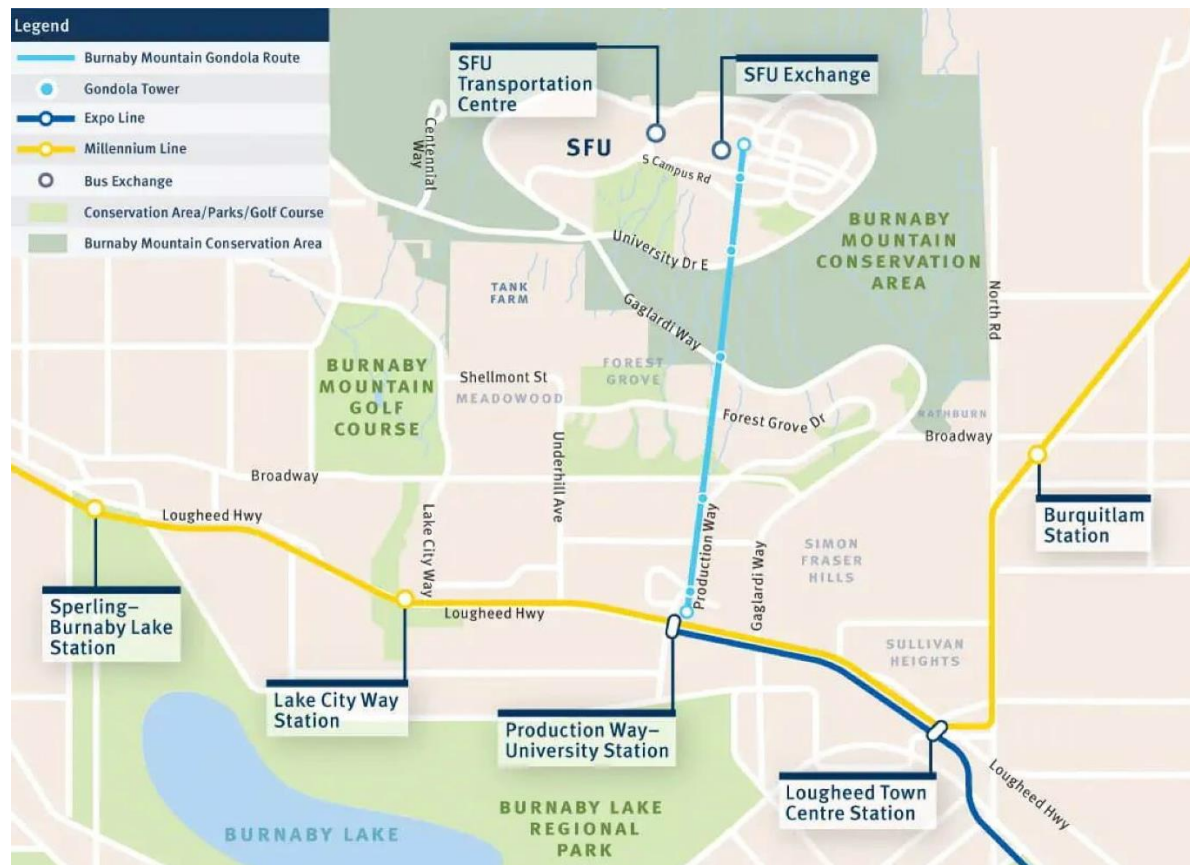 Legend
Burnaby Mountain Gondola Route
Gondola Tower
Expo Line
Millennium Line
Bus Exchange
Conservation Area/Parks/Golf Course
Burnaby Mountain Conservation Area
SFU
Transportation
Centre
SFU Exchange
Centennial
Way
SFU
S Campus Rd
University Dr E
BURNABY
MOUNTAIN
CONSERVATION
AREA
TANK
FARM
Gaglardi Way
North Rd
BURNABY
MOUNTAIN
GOLF
COURSE
Shellmont St
MEADOWOOD
FOREST
GROVE
Forest Grove Dr
RATHBURN
Broadway
Broadway
Underhill Ave
Lougheed Hwy
Lake City Way
Production Way
Gaglardi Way
SIMON
FRASER
HILLS
Burquitlam
Station
Sperling–
Burnaby Lake
Station
Lougheed Hwy
SULLIVAN
HEIGHTS
Lake City Way
Station
Production Way–
University Station
Lougheed Town
Centre Station
Lougheed Hwy
BURNABY LAKE
BURNABY LAKE
REGIONAL
PARK